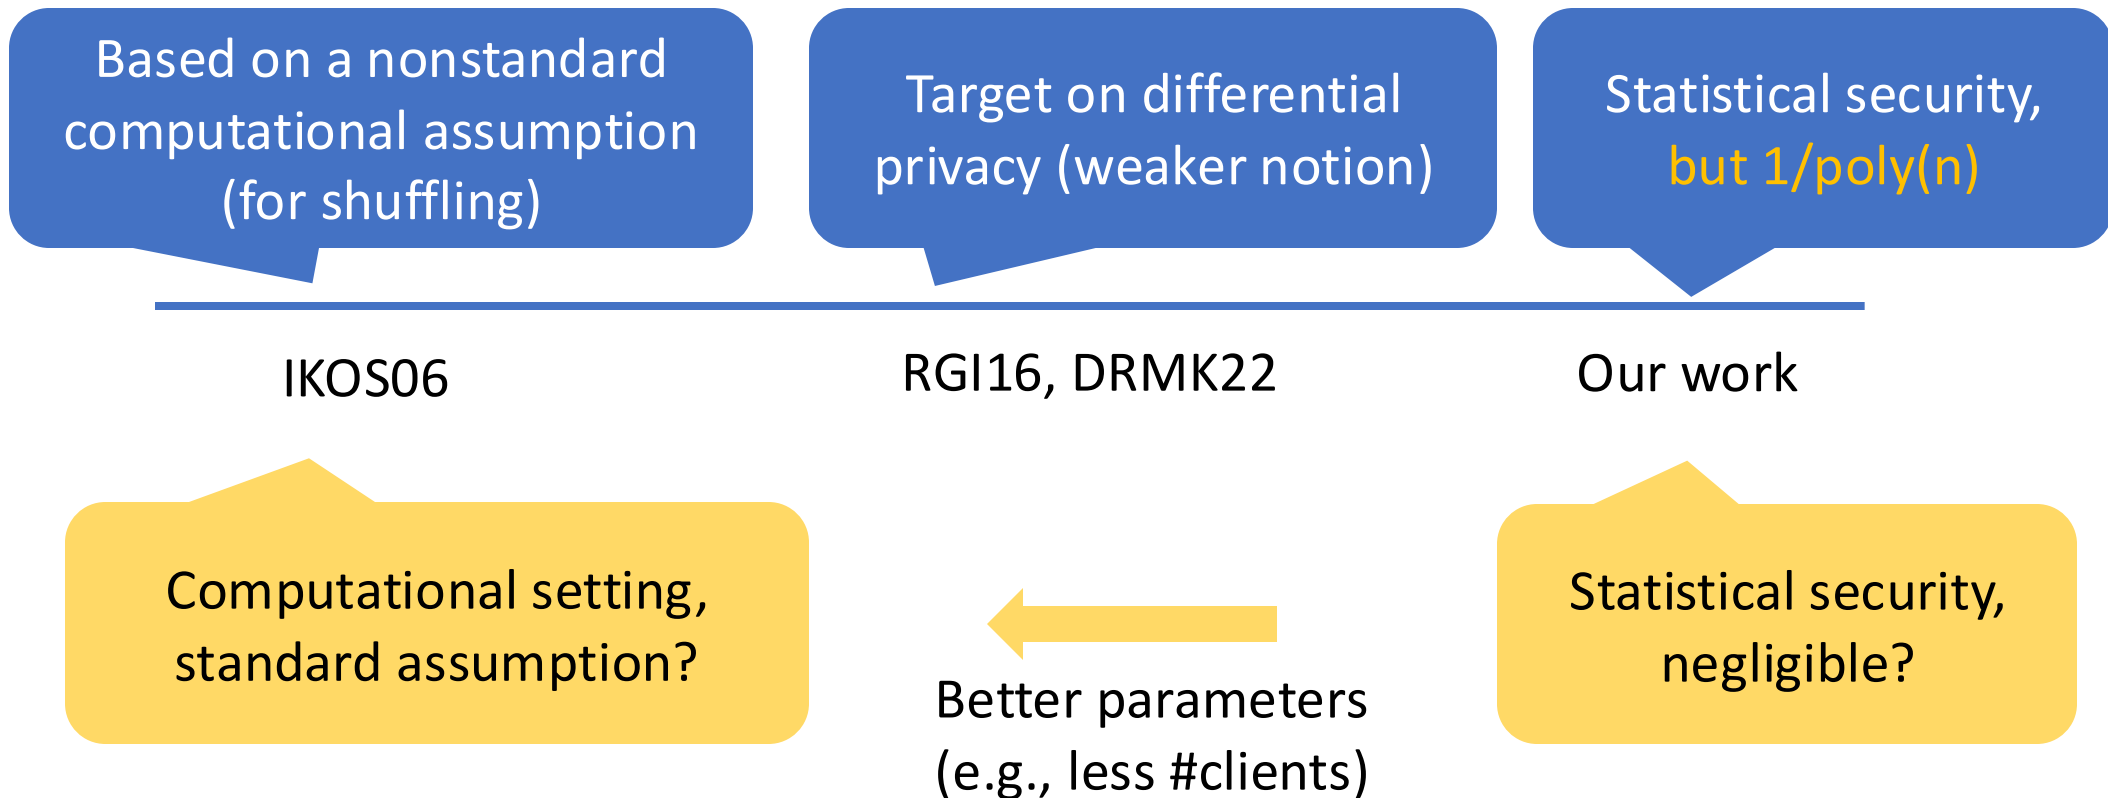 Based on a nonstandard
computational assumption
(for shuffling)
Target on differential
privacy (weaker notion)
Statistical security,
but 1/poly(n)
IKOS06
RGI16, DRMK22
Our work
Computational setting,
standard assumption?
Better parameters
(e.g., less #clients)
Statistical security,
negligible?